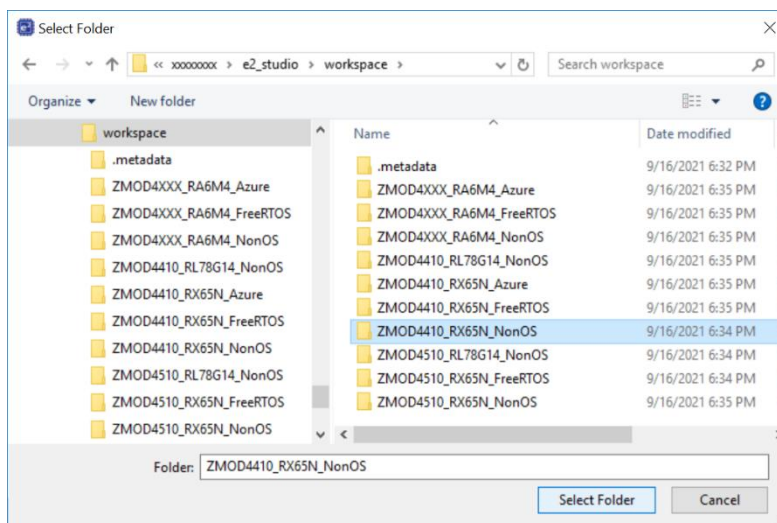 Select Folder
« xxxxxxxx > e2_studio > workspace >
Search workspace
Organize
New folder
workspace
.metadata
ZMOD4XXX_RA6M4_Azure
ZMOD4XXX_RA6M4_FreeRTOS
ZMOD4XXX_RA6M4_NonOS
ZMOD4410_RL78G14_NonOS
ZMOD4410_RX65N_Azure
ZMOD4410_RX65N_FreeRTOS
ZMOD4410_RX65N_NonOS
ZMOD4510_RL78G14_NonOS
ZMOD4510_RX65N_FreeRTOS
ZMOD4510_RX65N_NonOS
Name Date modified
.metadata 9/16/2021 6:32 PM
ZMOD4XXX_RA6M4_Azure 9/16/2021 6:35 PM
ZMOD4XXX_RA6M4_FreeRTOS 9/16/2021 6:35 PM
ZMOD4XXX_RA6M4_NonOS 9/16/2021 6:35 PM
ZMOD4410_RL78G14_NonOS 9/16/2021 6:35 PM
ZMOD4410_RX65N_Azure 9/16/2021 6:35 PM
ZMOD4410_RX65N_FreeRTOS 9/16/2021 6:35 PM
ZMOD4410_RX65N_NonOS 9/16/2021 6:34 PM
ZMOD4510_RL78G14_NonOS 9/16/2021 6:34 PM
ZMOD4510_RX65N_FreeRTOS 9/16/2021 6:34 PM
ZMOD4510_RX65N_NonOS 9/16/2021 6:35 PM
Folder: ZMOD4410_RX65N_NonOS
Select Folder
Cancel